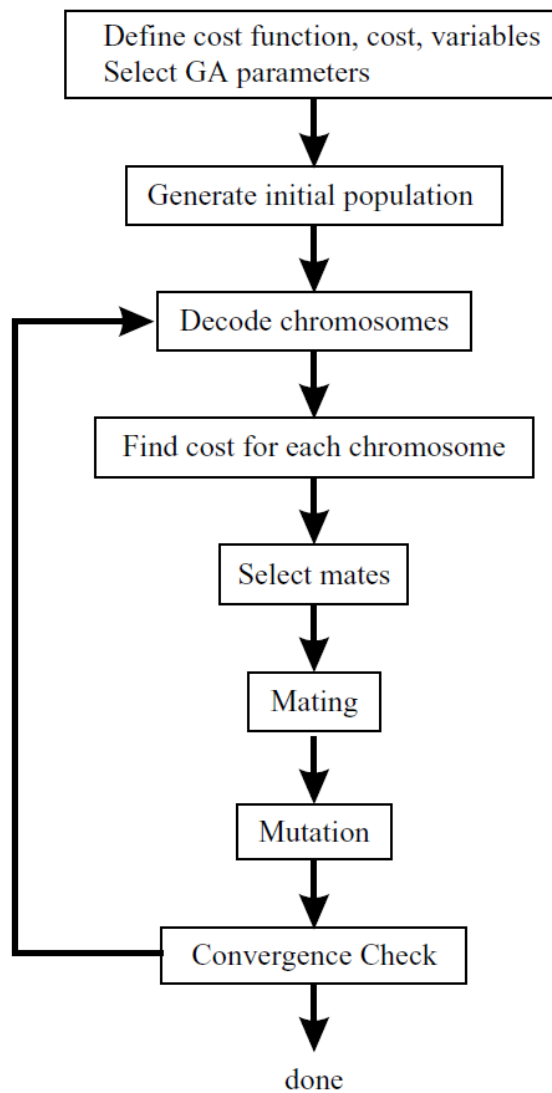 Define cost function, cost, variables
Select GA parameters
Generate initial population
Decode chromosomes
Find cost for each chromosome
Select mates
Mating
Mutation
Convergence Check
done